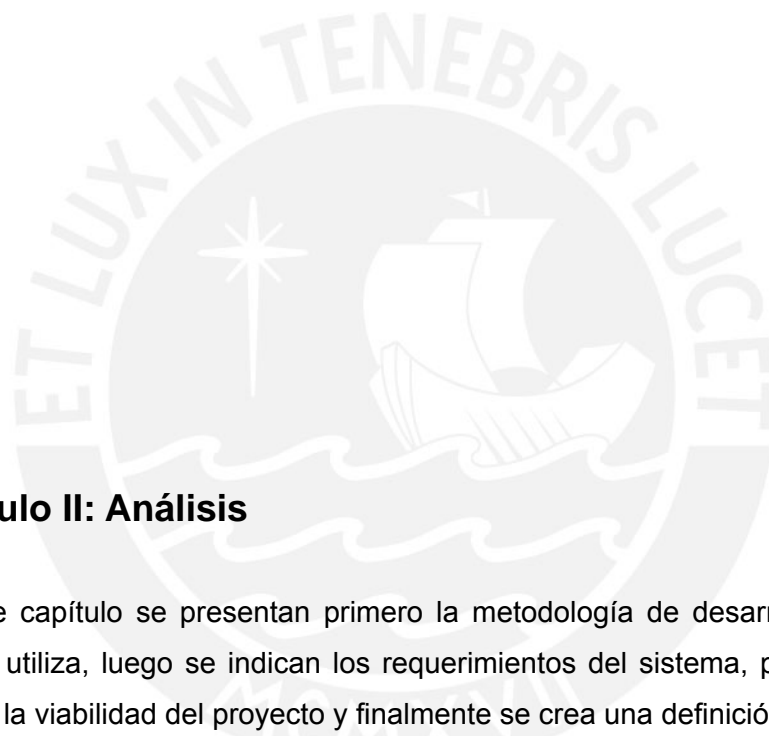 ET LUX IN TENEBRIS LUCET
MCMXVII
ulo II: Análisis
e capítulo se presentan primero la metodología de desarr
utiliza, luego se indican los requerimientos del sistema, p
la viabilidad del proyecto y finalmente se crea una definició